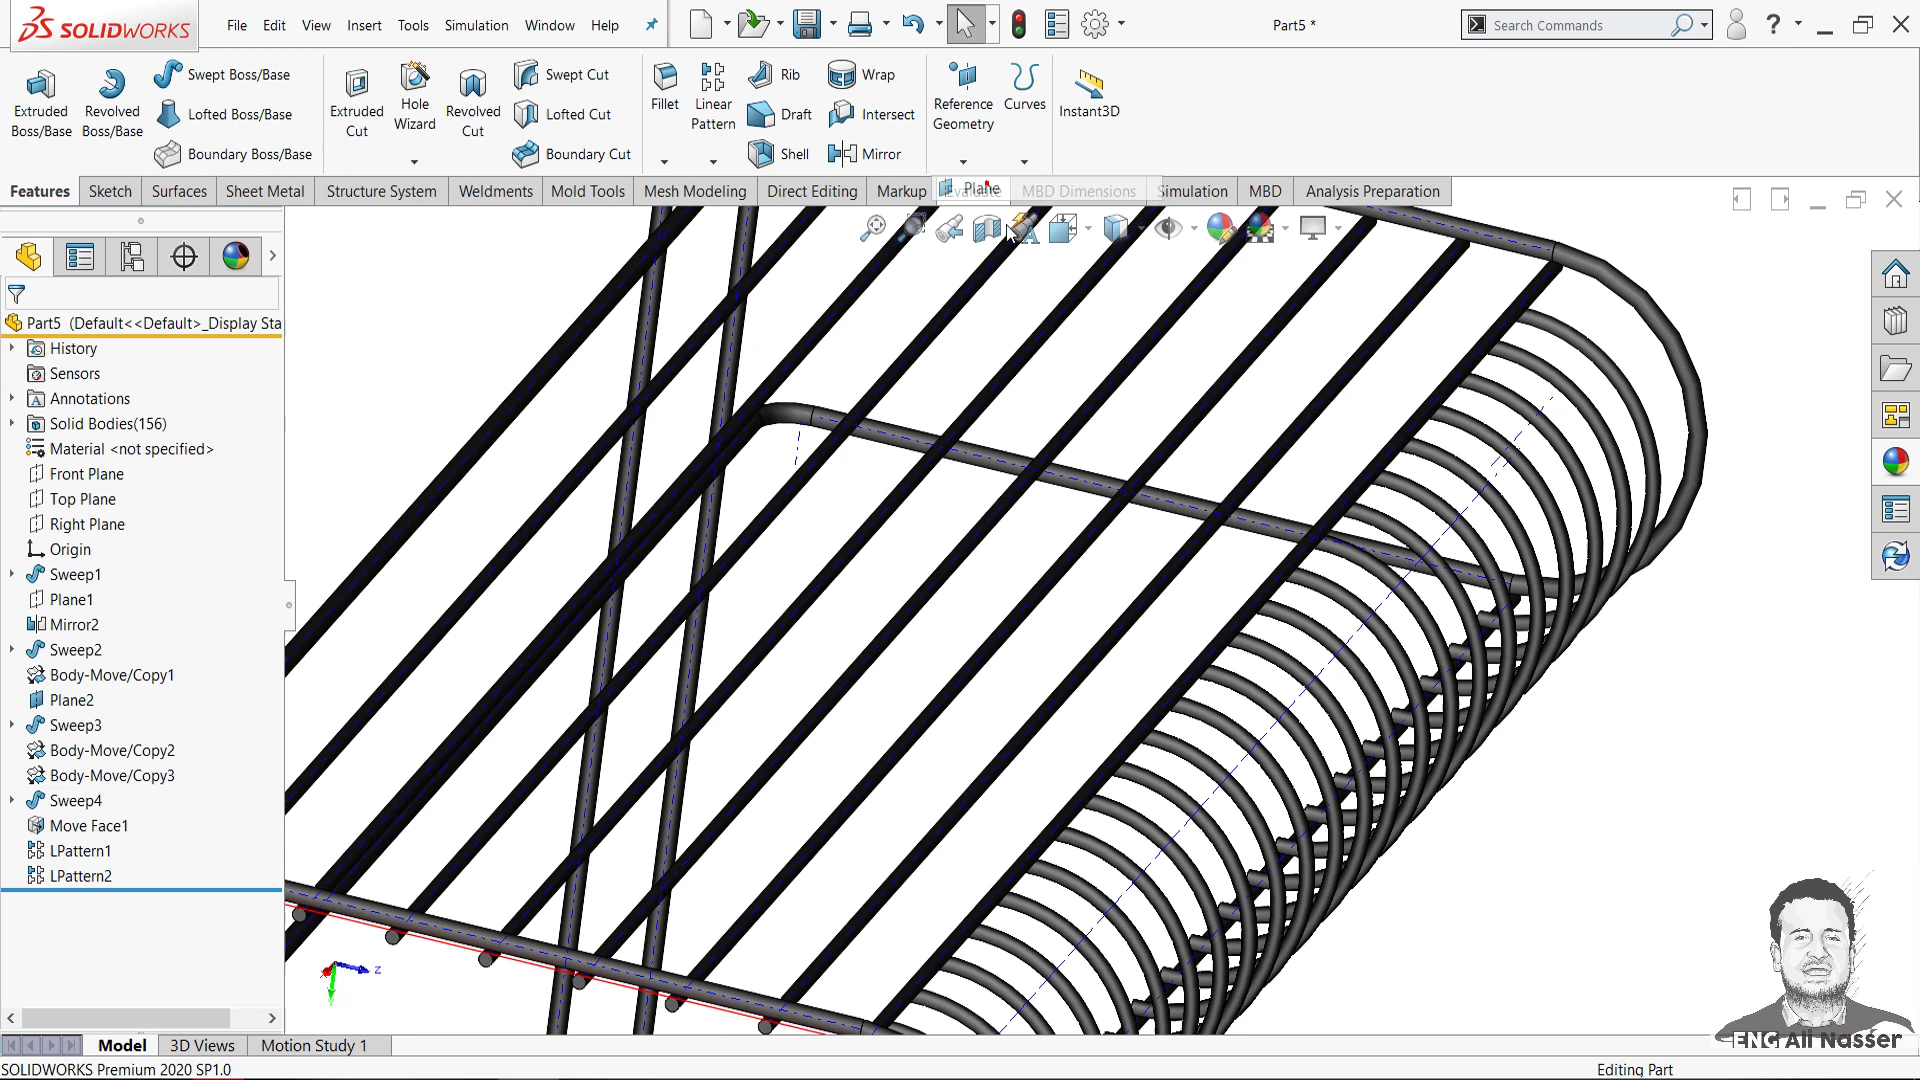 SOLIDWORKS
File
Edit
View
Insert
Tools
Simulation
Window
Help
Part5 *
Search Commands
?
Extruded Boss/Base
Revolved Boss/Base
Swept Boss/Base
Lofted Boss/Base
Boundary Boss/Base
Extruded Cut
Hole Wizard
Revolved Cut
Swept Cut
Lofted Cut
Boundary Cut
Fillet
Linear Pattern
Rib
Draft
Shell
Wrap
Intersect
Mirror
Reference Geometry
Curves
Instant3D
Features
Sketch
Surfaces
Sheet Metal
Structure System
Weldments
Mold Tools
Mesh Modeling
Direct Editing
Markup
Plane
Evaluate
MBD Dimensions
Simulation
MBD
Analysis Preparation
Part5 (Default<<Default>_Display Sta
History
Sensors
Annotations
Solid Bodies(156)
Material <not specified>
Front Plane
Top Plane
Right Plane
Origin
Sweep1
Plane1
Mirror2
Sweep2
Body-Move/Copy1
Plane2
Sweep3
Body-Move/Copy2
Body-Move/Copy3
Sweep4
Move Face1
LPattern1
LPattern2
z
ENG Ali Nasser
Model
3D Views
Motion Study 1
SOLIDWORKS Premium 2020 SP1.0
Editing Part